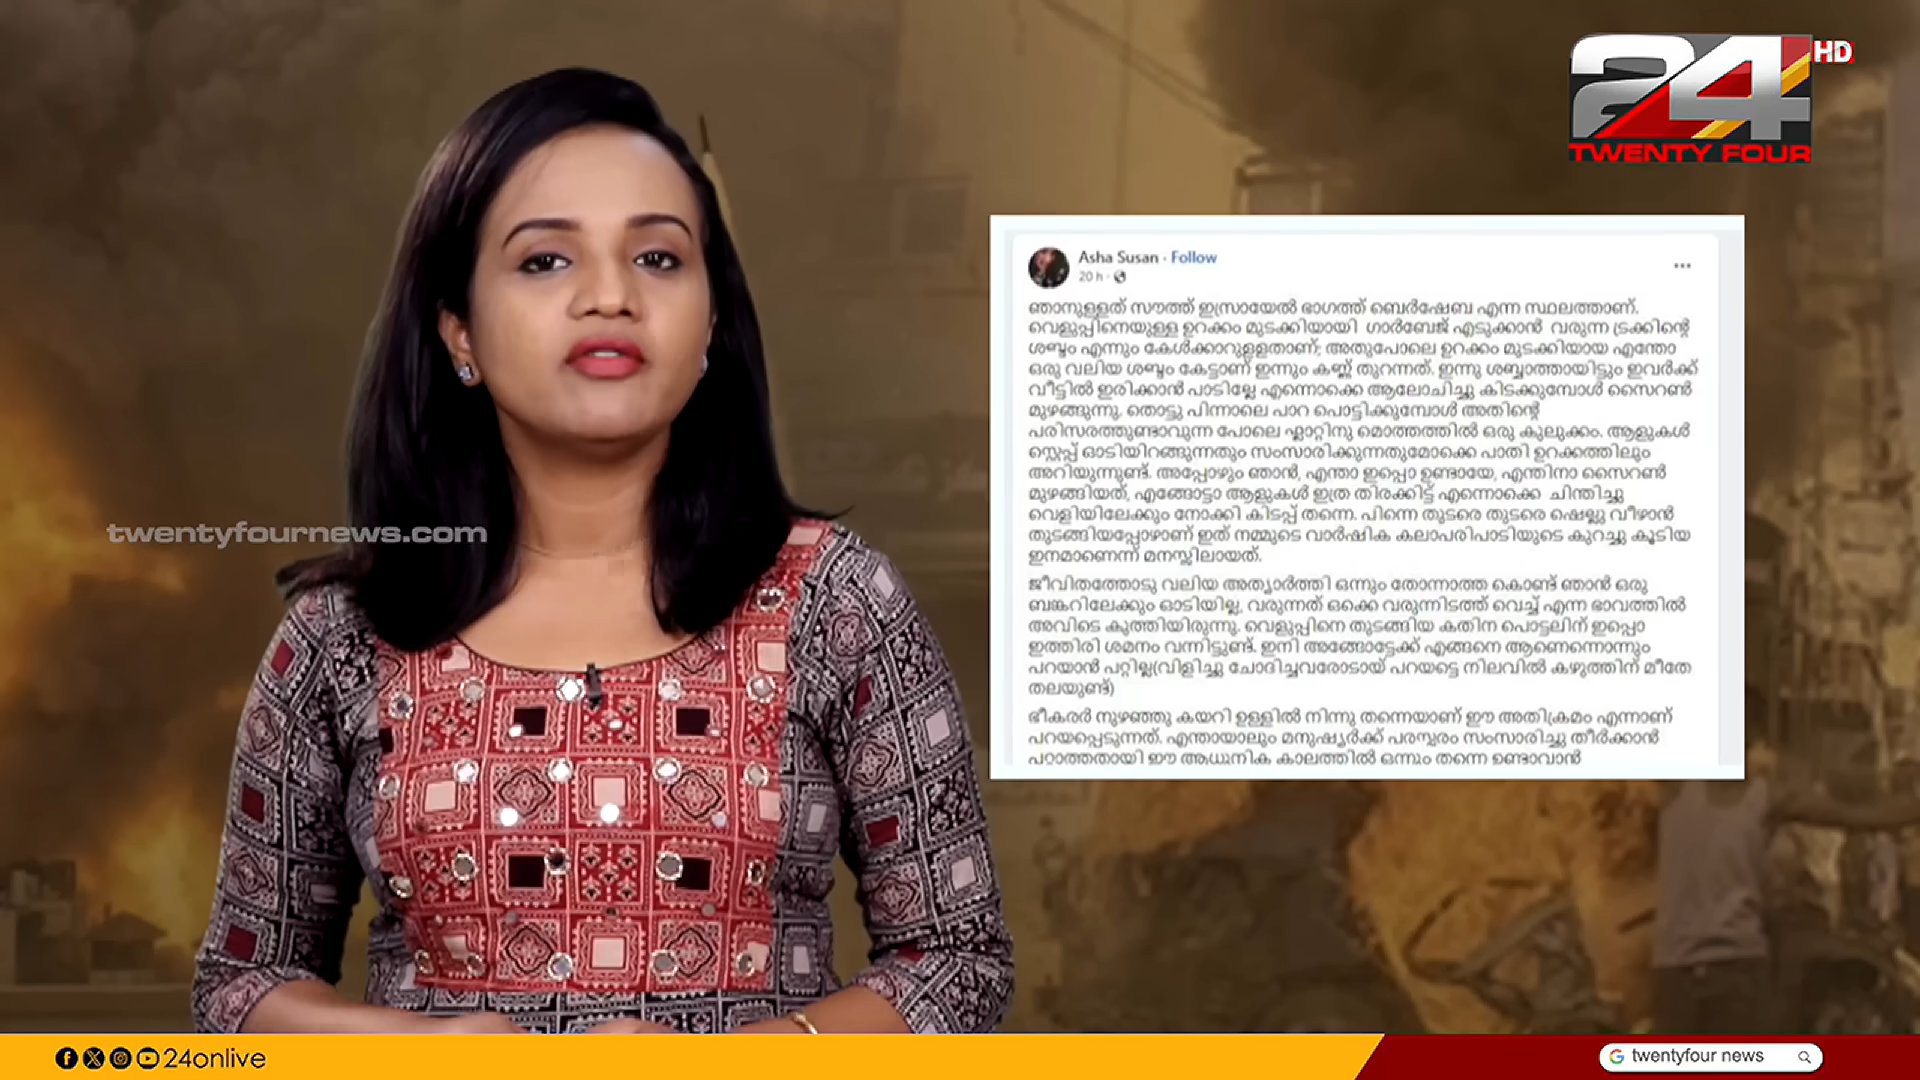 24 HD
TWENTY FOUR
Asha Susan · Follow
20 h ·
ഞാനുള്ളത് സൗത്ത് ഇസ്രായേൽ ഭാഗത്ത് ബെർഷേബ എന്ന സ്ഥലത്താണ്.
വെളുപ്പിനെയുള്ള ഉറക്കം മുടക്കിയായി ഗാർബേജ് എടുക്കാൻ വരുന്ന ട്രക്കിന്റെ
ശബ്ദം എന്നും കേൾക്കാറുള്ളതാണ്; അതുപോലെ ഉറക്കം മുടക്കിയായ എന്തോ
ഒരു വലിയ ശബ്ദം കേട്ടാണ് ഇന്നും കണ്ണ് തുറന്നത്. ഇന്നു ശബ്ബാത്തായിട്ടും ഇവർക്ക്
വീട്ടിൽ ഇരിക്കാൻ പാടില്ലേ എന്നൊക്കെ ആലോചിച്ചു കിടക്കുമ്പോൾ സൈറൺ
മുഴങ്ങുന്നു. തൊട്ടു പിന്നാലെ പാറ പൊട്ടിക്കുമ്പോൾ അതിന്റെ
പരിസരത്തുണ്ടാവുന്ന പോലെ ഫ്ലാറ്റിനു മൊത്തത്തിൽ ഒരു കുലുക്കം. ആളുകൾ
സ്റ്റെപ്പ് ഓടിയിറങ്ങുന്നതും സംസാരിക്കുന്നതുമോക്കെ പാതി ഉറക്കത്തിലും
അറിയുന്നുണ്ട്. അപ്പോഴും ഞാൻ, എന്താ ഇപ്പൊ ഉണ്ടായേ, എന്തിനാ സൈറൺ
മുഴങ്ങിയത്, എങ്ങോട്ടാ ആളുകൾ ഇത്ര തിരക്കിട്ട് എന്നൊക്കെ ചിന്തിച്ചു
വെളിയിലേക്കും നോക്കി കിടപ്പ് തന്നെ. പിന്നെ തുടരെ തുടരെ ഷെല്ലു വീഴാൻ
തുടങ്ങിയപ്പോഴാണ് ഇത് നമ്മുടെ വാർഷിക കലാപരിപാടിയുടെ കുറച്ചു കൂടിയ
ഇനമാണെന്ന് മനസ്സിലായത്.
ജീവിതത്തോടു വലിയ അത്യാർത്തി ഒന്നും തോന്നാത്ത കൊണ്ട് ഞാൻ ഒരു
ബങ്കറിലേക്കും ഓടിയില്ല, വരുന്നത് ഒക്കെ വരുന്നിടത്ത് വെച്ച് എന്ന ഭാവത്തിൽ
അവിടെ കുത്തിയിരുന്നു. വെളുപ്പിനെ തുടങ്ങിയ കതിന പൊട്ടലിന് ഇപ്പൊ
ഇത്തിരി ശമനം വന്നിട്ടുണ്ട്. ഇനി അങ്ങോട്ടേക്ക് എങ്ങനെ ആണെന്നൊന്നും
പറയാൻ പറ്റില്ല(വിളിച്ചു ചോദിച്ചവരോടായ് പറയട്ടെ നിലവിൽ കഴുത്തിന് മീതേ
തലയുണ്ട്)
ഭീകരർ നുഴഞ്ഞു കയറി ഉള്ളിൽ നിന്നു തന്നെയാണ് ഈ അതിക്രമം എന്നാണ്
പറയപ്പെടുന്നത്. എന്തായാലും മനുഷ്യർക്ക് പരസ്പരം സംസാരിച്ചു തീർക്കാൻ
പറ്റാത്തതായി ഈ ആധുനിക കാലത്തിൽ ഒന്നും തന്നെ ഉണ്ടാവാൻ
twentyfournews.com
24onlive
twentyfour news